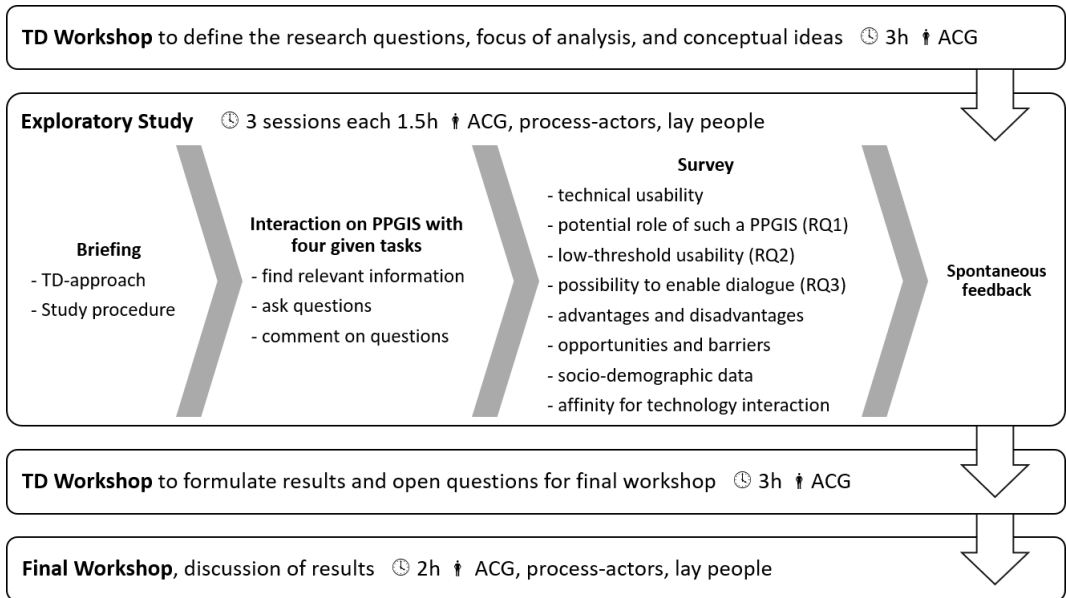 TD Workshop to define the research questions, focus of analysis, and conceptual ideas 3h ACG
Exploratory Study 3 sessions each 1.5h ACG, process-actors, lay people
Briefing
- TD-approach
- Study procedure
Interaction on PPGIS with
four given tasks
- find relevant information
- ask questions
- comment on questions
Survey
- technical usability
- potential role of such a PPGIS (RQ1)
- low-threshold usability (RQ2)
- possibility to enable dialogue (RQ3)
- advantages and disadvantages
- opportunities and barriers
- socio-demographic data
- affinity for technology interaction
Spontaneous
feedback
TD Workshop to formulate results and open questions for final workshop 3h ACG
Final Workshop, discussion of results 2h ACG, process-actors, lay people